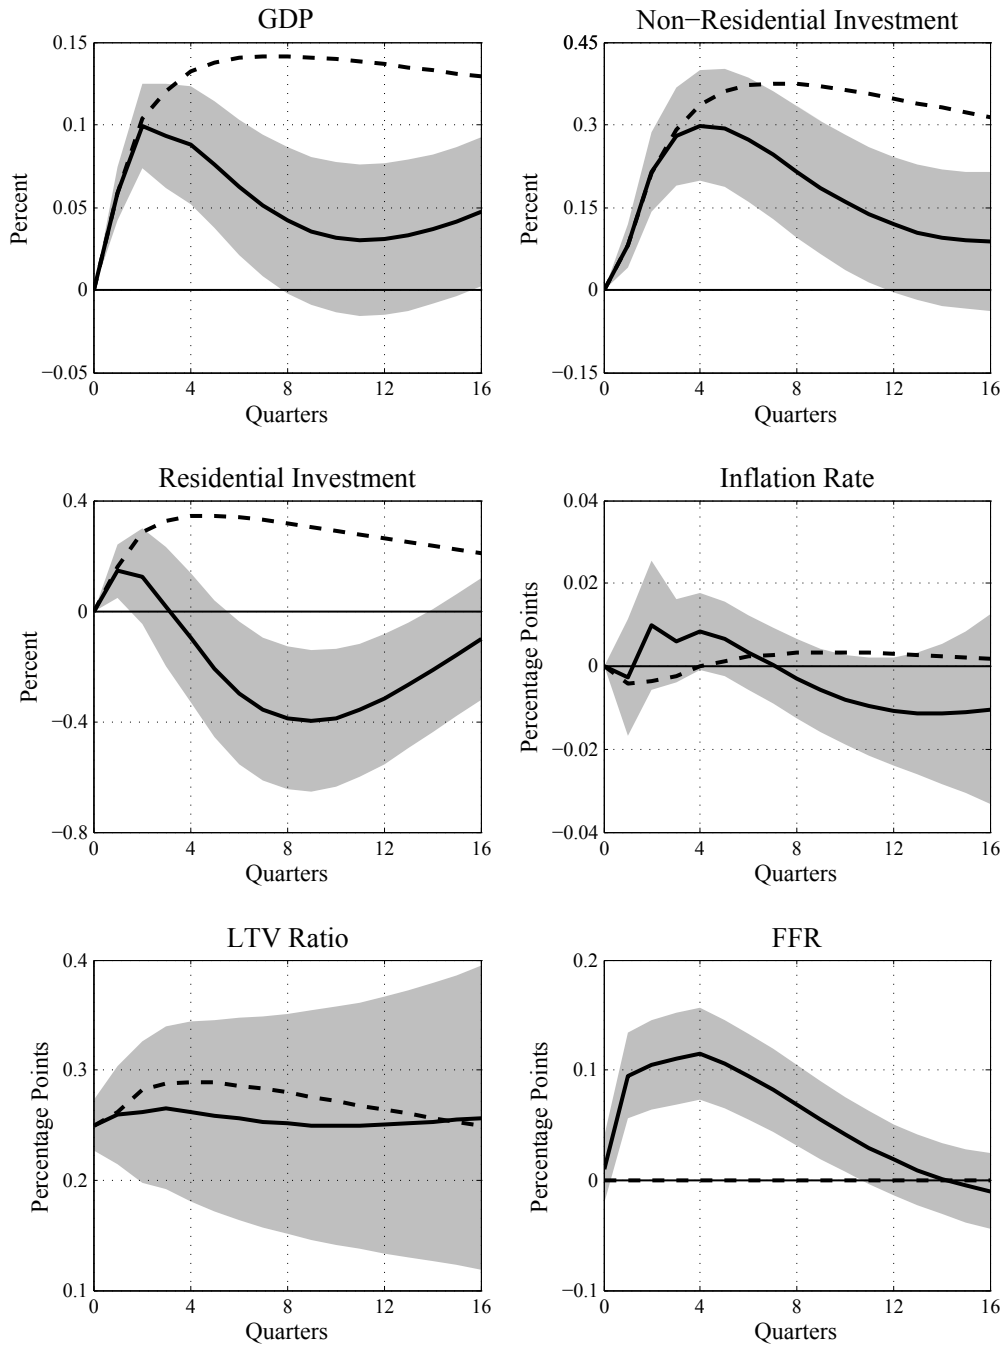 GDP
0.15
0.1
0.05
0
−0.05
Percent
0 4 8 12 16
Quarters
Non−Residential Investment
0.45
0.3
0.15
0
−0.15
Percent
0 4 8 12 16
Quarters
Residential Investment
0.4
0
−0.4
−0.8
Percent
0 4 8 12 16
Quarters
Inflation Rate
0.04
0.02
0
−0.02
−0.04
Percentage Points
0 4 8 12 16
Quarters
LTV Ratio
0.4
0.3
0.2
0.1
Percentage Points
0 4 8 12 16
Quarters
FFR
0.2
0.1
0
−0.1
Percentage Points
0 4 8 12 16
Quarters